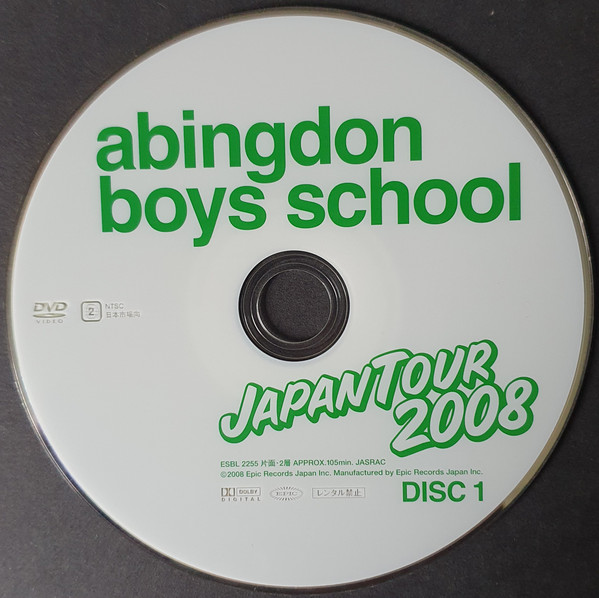 abingdon
boys school
DVD
VIDEO
2
NTSC
日本市場向
JAPAN TOUR
2008
ESBL 2255 片面・2層 APPROX.105min. JASRAC
©2008 Epic Records Japan Inc. Manufactured by Epic Records Japan Inc.
DOLBY
DIGITAL
レンタル禁止
DISC 1